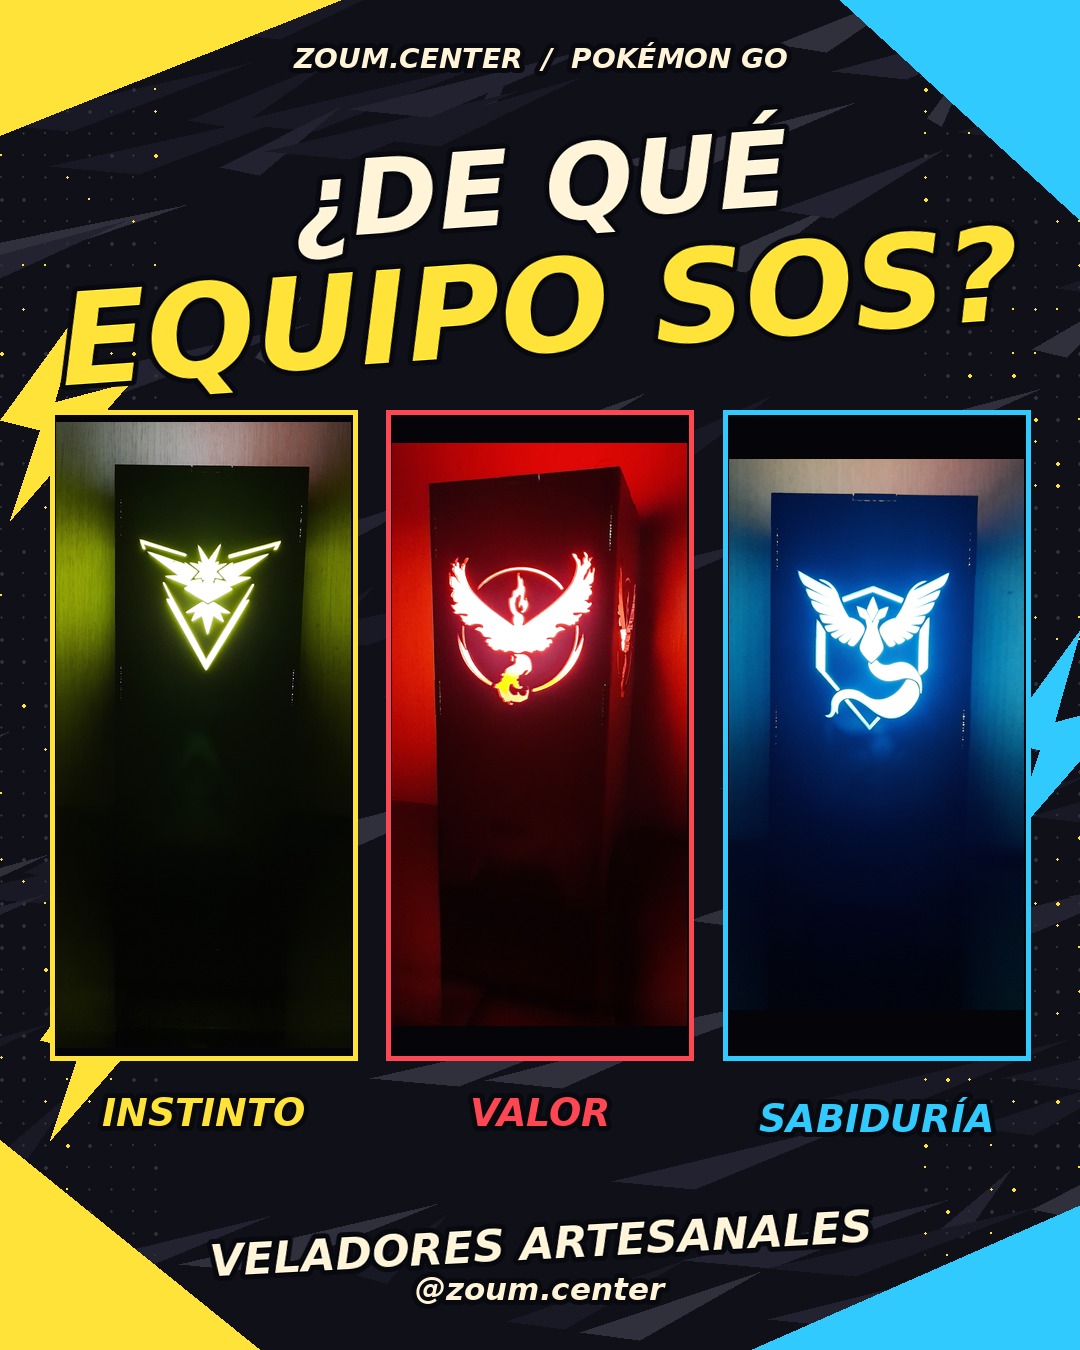 ZOUM.CENTER / POKÉMON GO
¿DE QUÉ
EQUIPO SOS?
INSTINTO
VALOR
SABIDURÍA
VELADORES ARTESANALES
@zoum.center